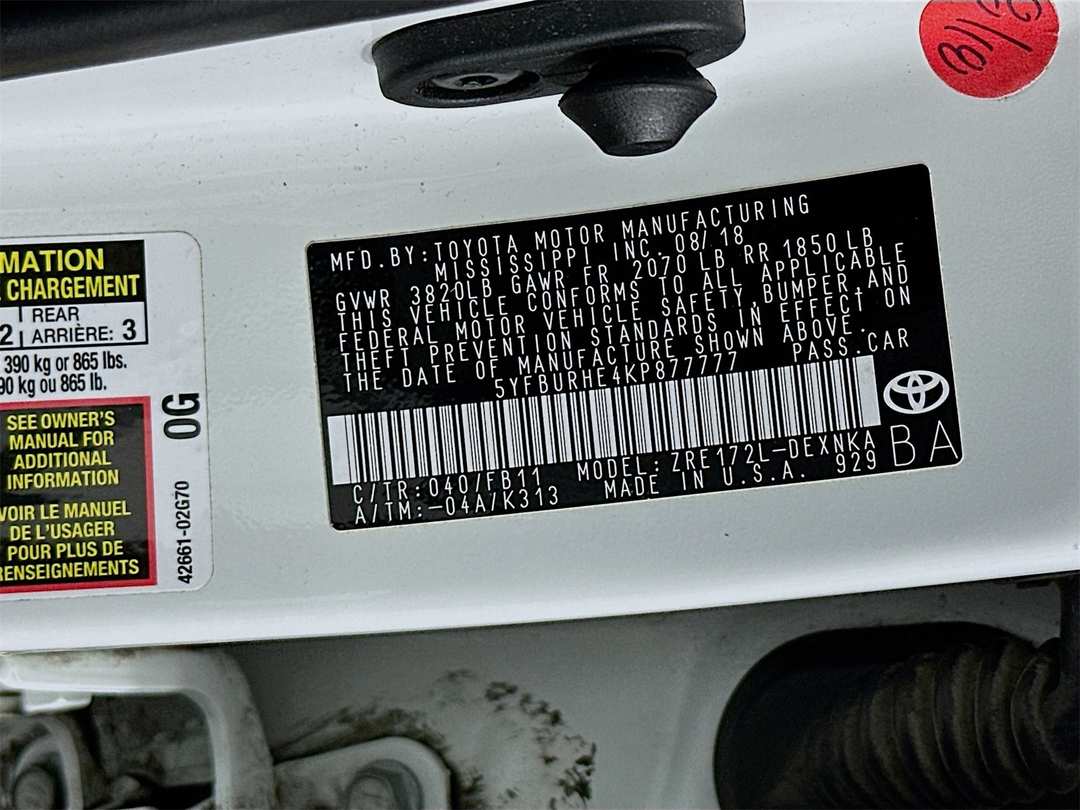 MFD.BY:TOYOTA MOTOR MANUFACTURING
MISSISSIPPI INC. 08/18
GVWR 3820LB GAWR FR 2070 LB RR 1850 LB
THIS VEHICLE CONFORMS TO ALL APPLICABLE
FEDERAL MOTOR VEHICLE SAFETY,BUMPER,AND
THEFT PREVENTION STANDARDS IN EFFECT ON
THE DATE OF MANUFACTURE SHOWN ABOVE.
5YFBURHE4KP877777 PASS.CAR
C/TR:040/FB11 MODEL: ZRE172L-DEXNKA
A/TM:-04A/K313 MADE IN U.S.A. 929
BA
MATION
CHARGEMENT
2 REAR
ARRIÈRE: 3
390 kg or 865 lbs.
90 kg ou 865 lb.
SEE OWNER'S
MANUAL FOR
ADDITIONAL
INFORMATION
VOIR LE MANUEL
DE L'USAGER
POUR PLUS DE
RENSEIGNEMENTS
0G
42661-02G70